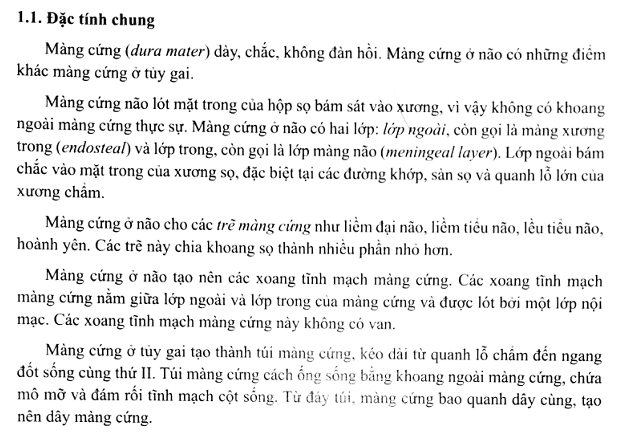 1.1. Đặc tính chung
Màng cứng (dura mater) dày, chắc, không đàn hồi. Màng cứng ở não có những điểm
khác màng cứng ở tủy gai.
Màng cứng não lót mặt trong của hộp sọ bám sát vào xương, vì vậy không có khoang
ngoài màng cứng thực sự. Màng cứng ở não có hai lớp: lớp ngoài, còn gọi là màng xương
trong (endosteal) và lớp trong, còn gọi là lớp màng não (meningeal layer). Lớp ngoài bám
chắc vào mặt trong của xương sọ, đặc biệt tại các đường khớp, sàn sọ và quanh lỗ lớn của
xương chẩm.
Màng cứng ở não cho các trẽ màng cứng như liềm đại não, liềm tiểu não, lều tiểu não,
hoành yên. Các trẽ này chia khoang sọ thành nhiều phần nhỏ hơn.
Màng cứng ở não tạo nên các xoang tĩnh mạch màng cứng. Các xoang tĩnh mạch
màng cứng nằm giữa lớp ngoài và lớp trong của màng cứng và được lót bởi một lớp nội
mạc. Các xoang tĩnh mạch màng cứng này không có van.
Màng cứng ở tủy gai tạo thành túi màng cứng, kéo dài từ quanh lỗ chẩm đến ngang
đốt sống cùng thứ II. Túi màng cứng cách ống sống bằng khoang ngoài màng cứng, chứa
mô mỡ và đám rối tĩnh mạch cột sống. Từ đáy túi, màng cứng bao quanh dây cùng, tạo
nên dây màng cứng.